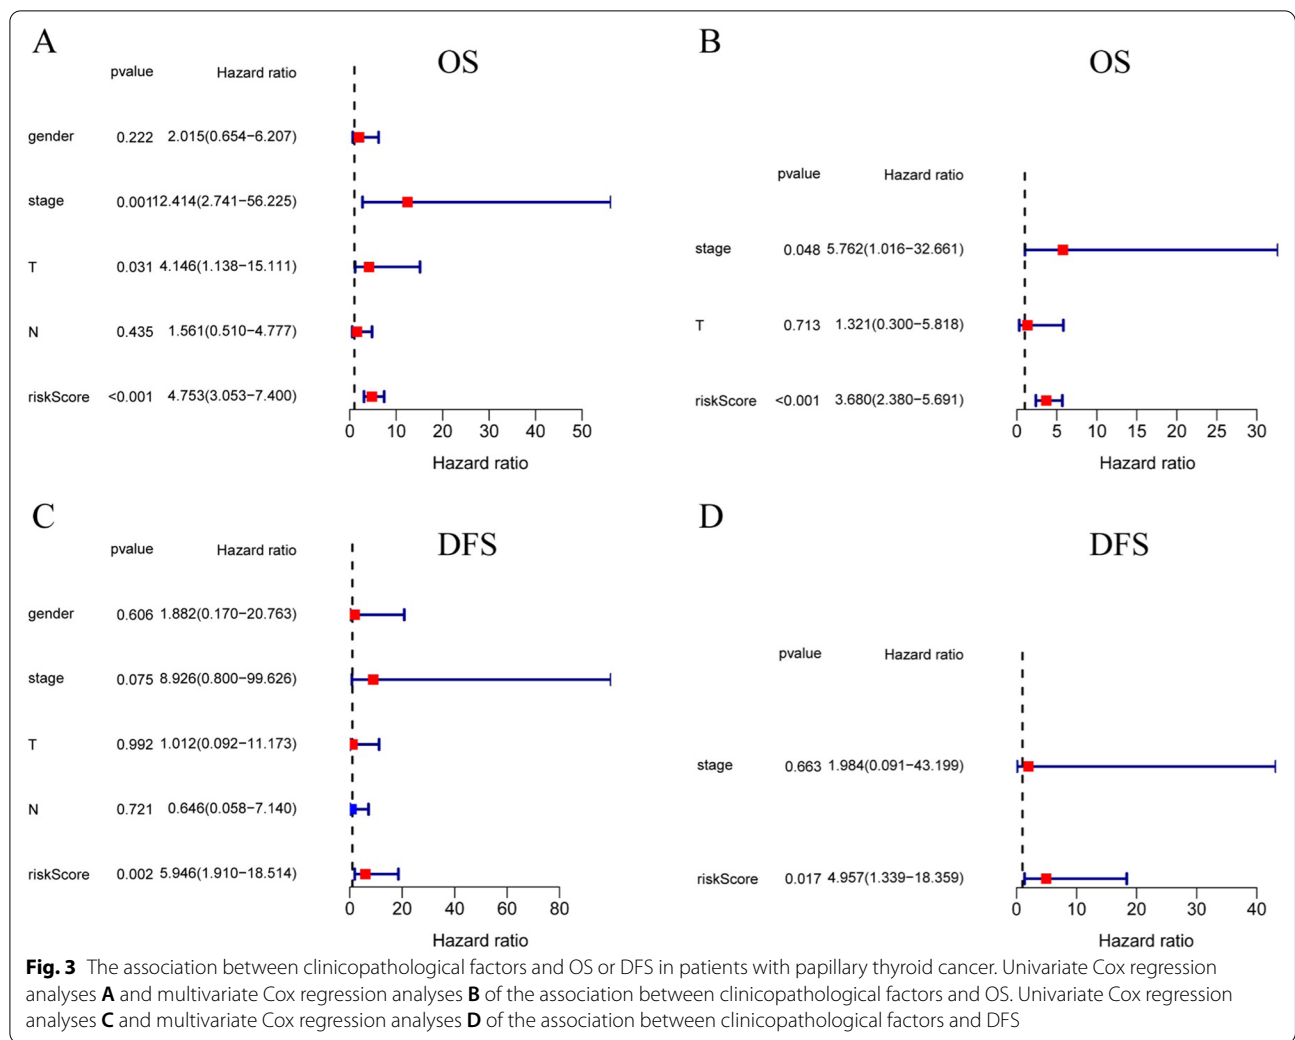 A
OS
pvalue Hazard ratio
gender 0.222 2.015(0.654−6.207)
stage 0.001 12.414(2.741−56.225)
T 0.031 4.146(1.138−15.111)
N 0.435 1.561(0.510−4.777)
riskScore <0.001 4.753(3.053−7.400)
0 10 20 30 40 50
Hazard ratio
B
OS
pvalue Hazard ratio
stage 0.048 5.762(1.016−32.661)
T 0.713 1.321(0.300−5.818)
riskScore <0.001 3.680(2.380−5.691)
0 5 10 15 20 25 30
Hazard ratio
C
DFS
pvalue Hazard ratio
gender 0.606 1.882(0.170−20.763)
stage 0.075 8.926(0.800−99.626)
T 0.992 1.012(0.092−11.173)
N 0.721 0.646(0.058−7.140)
riskScore 0.002 5.946(1.910−18.514)
0 20 40 60 80
Hazard ratio
D
DFS
pvalue Hazard ratio
stage 0.663 1.984(0.091−43.199)
riskScore 0.017 4.957(1.339−18.359)
0 10 20 30 40
Hazard ratio
Fig. 3 The association between clinicopathological factors and OS or DFS in patients with papillary thyroid cancer. Univariate Cox regression
analyses A and multivariate Cox regression analyses B of the association between clinicopathological factors and OS. Univariate Cox regression
analyses C and multivariate Cox regression analyses D of the association between clinicopathological factors and DFS